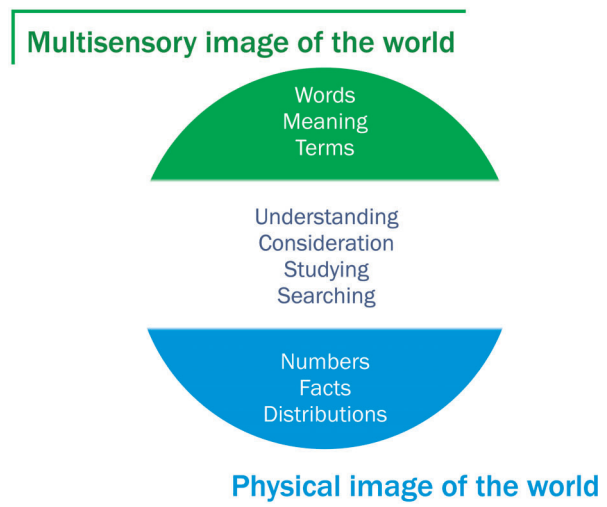 Multisensory image of the world
Words
Meaning
Terms
Understanding
Consideration
Studying
Searching
Numbers
Facts
Distributions
Physical image of the world